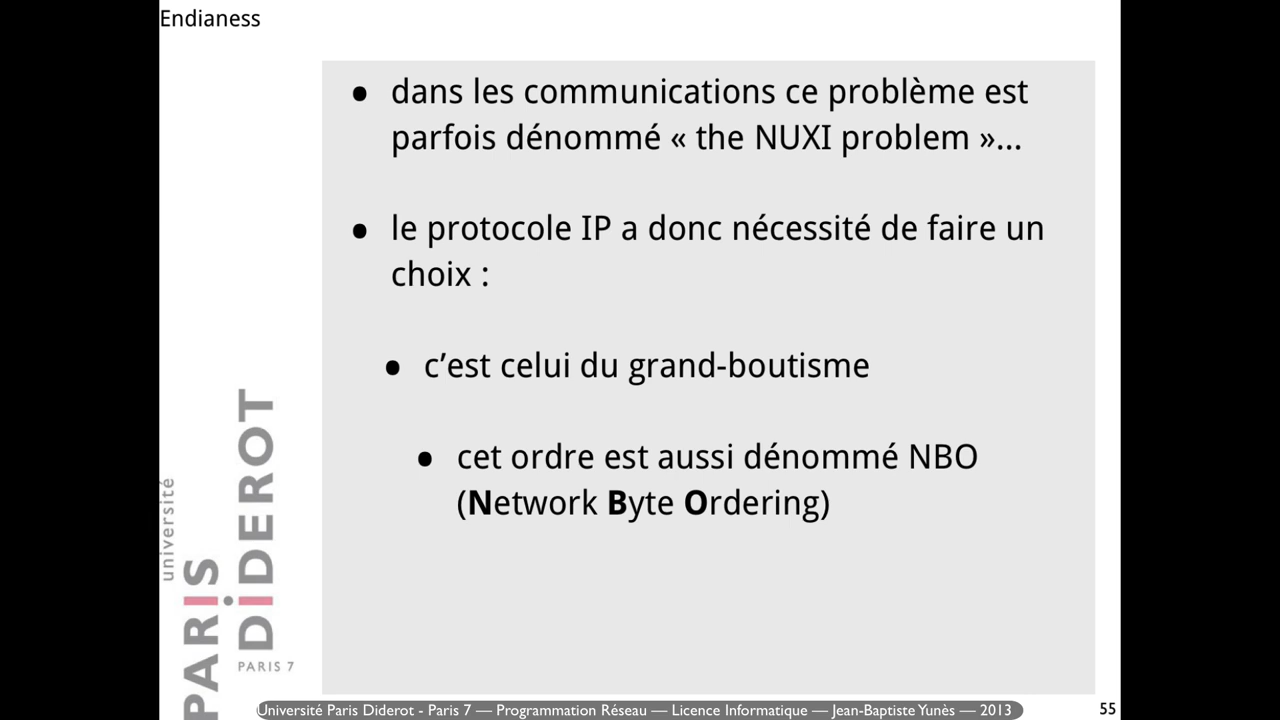 Endianess
• dans les communications ce problème est
parfois dénommé « the NUXI problem »...
• le protocole IP a donc nécessité de faire un
choix :
• c’est celui du grand-boutisme
• cet ordre est aussi dénommé NBO
(Network Byte Ordering)
université
PARIS
DiDEROT
PARIS 7
Université Paris Diderot - Paris 7 — Programmation Réseau — Licence Informatique — Jean-Baptiste Yunès — 2013
55